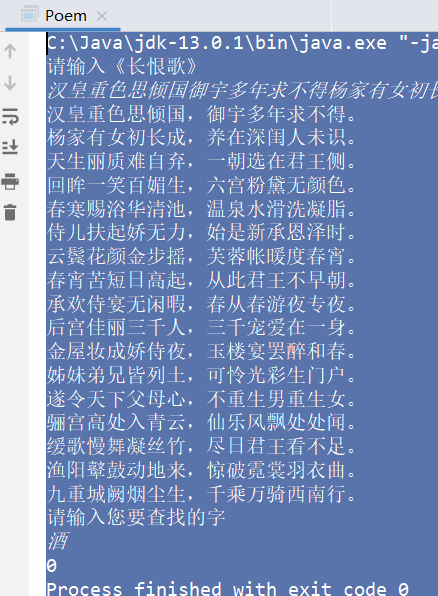 Poem
C:\Java\jdk-13.0.1\bin\java.exe "-ja
请输入《长恨歌》
汉皇重色思倾国御宇多年求不得杨家有女初长
汉皇重色思倾国，御宇多年求不得。
杨家有女初长成，养在深闺人未识。
天生丽质难自弃，一朝选在君王侧。
回眸一笑百媚生，六宫粉黛无颜色。
春寒赐浴华清池，温泉水滑洗凝脂。
侍儿扶起娇无力，始是新承恩泽时。
云鬓花颜金步摇，芙蓉帐暖度春宵。
春宵苦短日高起，从此君王不早朝。
承欢侍宴无闲暇，春从春游夜专夜。
后宫佳丽三千人，三千宠爱在一身。
金屋妆成娇侍夜，玉楼宴罢醉和春。
姊妹弟兄皆列土，可怜光彩生门户。
遂令天下父母心，不重生男重生女。
骊宫高处入青云，仙乐风飘处处闻。
缓歌慢舞凝丝竹，尽日君王看不足。
渔阳鼙鼓动地来，惊破霓裳羽衣曲。
九重城阙烟尘生，千乘万骑西南行。
请输入您要查找的字
酒
0
Process finished with exit code 0